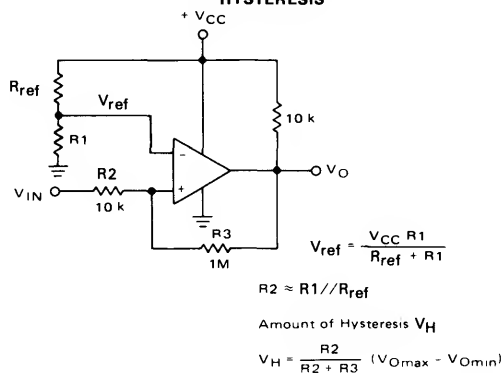 HYSTERESIS
+ VCC
Rref
Vref
10 k
R1
R2
VIN
10 k
-
+
VO
R3
1M
Vref = VCC R1 / Rref + R1
R2 ≈ R1//Rref
Amount of Hysteresis VH
VH = R2 / R2 + R3 (VOmax - VOmin)